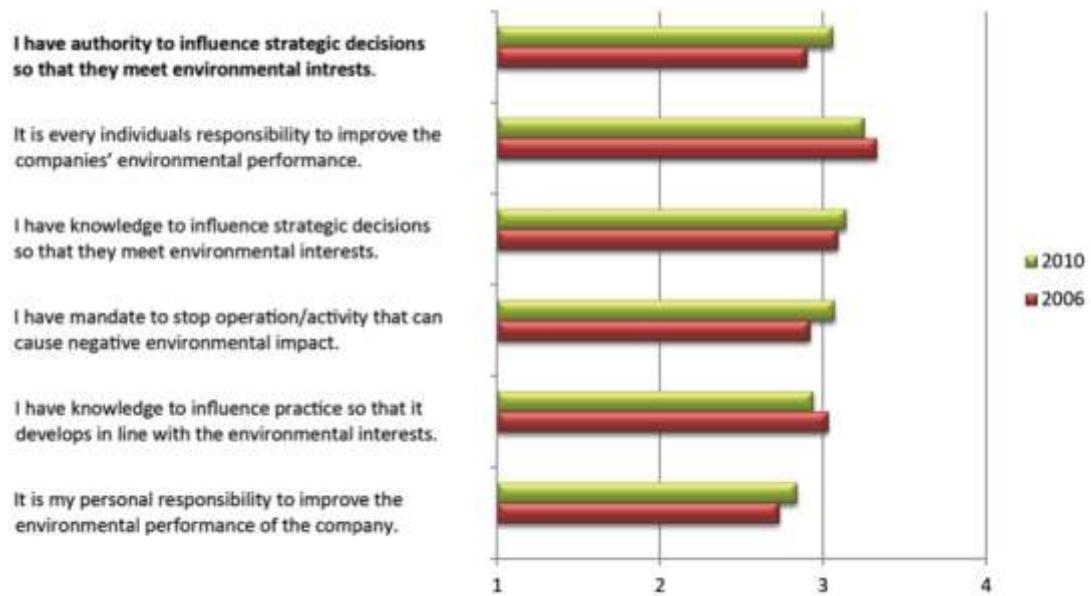 I have authority to influence strategic decisions
so that they meet environmental intrests.
It is every individuals responsibility to improve the
companies’ environmental performance.
I have knowledge to influence strategic decisions
so that they meet environmental interests.
I have mandate to stop operation/activity that can
cause negative environmental impact.
I have knowledge to influence practice so that it
develops in line with the environmental interests.
It is my personal responsibility to improve the
environmental performance of the company.
2010
2006
1 2 3 4